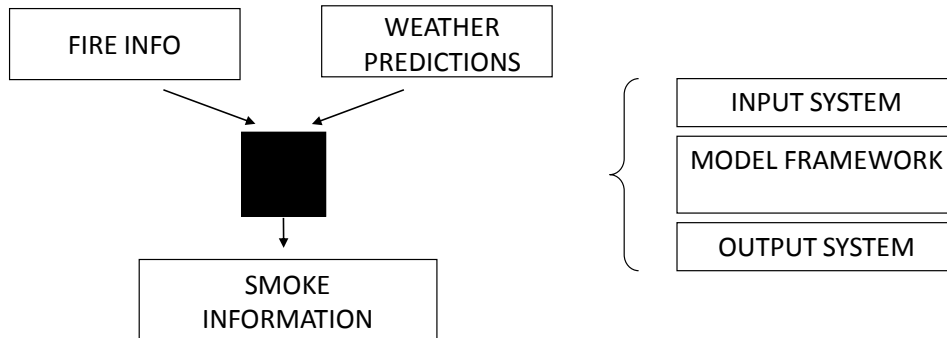 FIRE INFO
WEATHER
PREDICTIONS
SMOKE
INFORMATION
INPUT SYSTEM
MODEL FRAMEWORK
OUTPUT SYSTEM